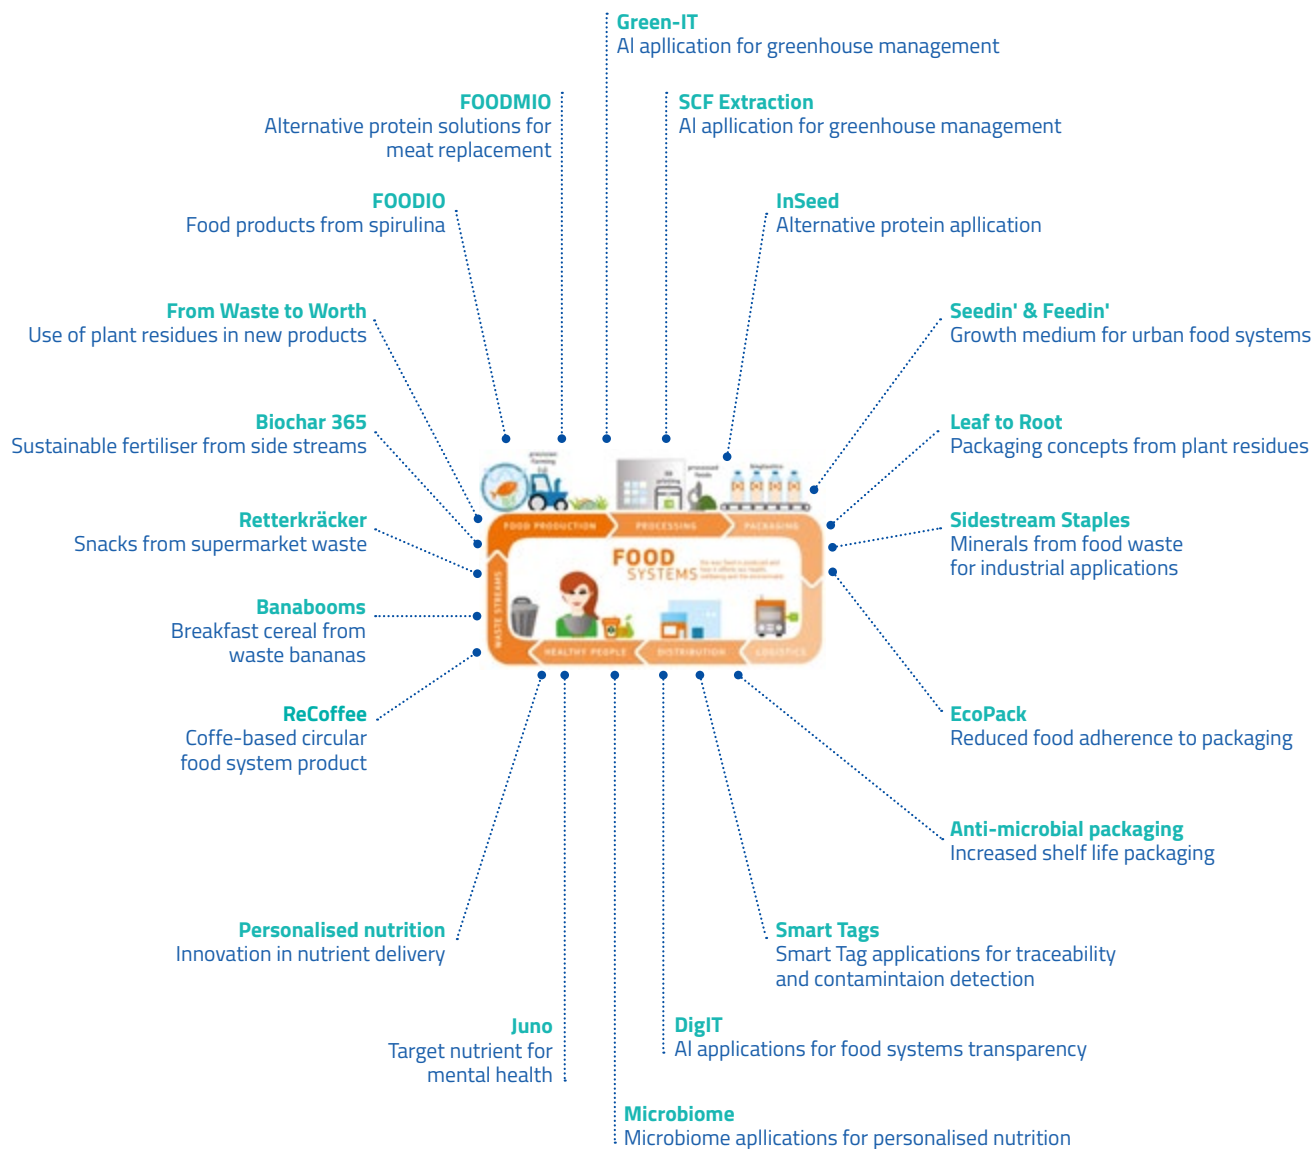 Green-IT
AI apllication for greenhouse management
FOODMIO
Alternative protein solutions for
meat replacement
SCF Extraction
AI apllication for greenhouse management
FOODIO
Food products from spirulina
InSeed
Alternative protein apllication
From Waste to Worth
Use of plant residues in new products
Seedin' & Feedin'
Growth medium for urban food systems
Biochar 365
Sustainable fertiliser from side streams
Leaf to Root
Packaging concepts from plant residues
precision
farming
3D
printing
processed
foods
bioplastics
FOOD PRODUCTION
PROCESSING
PACKAGING
Retterkräcker
Snacks from supermarket waste
Sidestream Staples
Minerals from food waste
for industrial applications
FOOD
SYSTEMS
WASTE STREAMS
Banabooms
Breakfast cereal from
waste bananas
HEALTHY PEOPLE
DISTRIBUTION
LOGISTICS
ReCoffee
Coffe-based circular
food system product
EcoPack
Reduced food adherence to packaging
Anti-microbial packaging
Increased shelf life packaging
Personalised nutrition
Innovation in nutrient delivery
Smart Tags
Smart Tag applications for traceability
and contamintaion detection
Juno
Target nutrient for
mental health
DigIT
AI applications for food systems transparency
Microbiome
Microbiome apllications for personalised nutrition